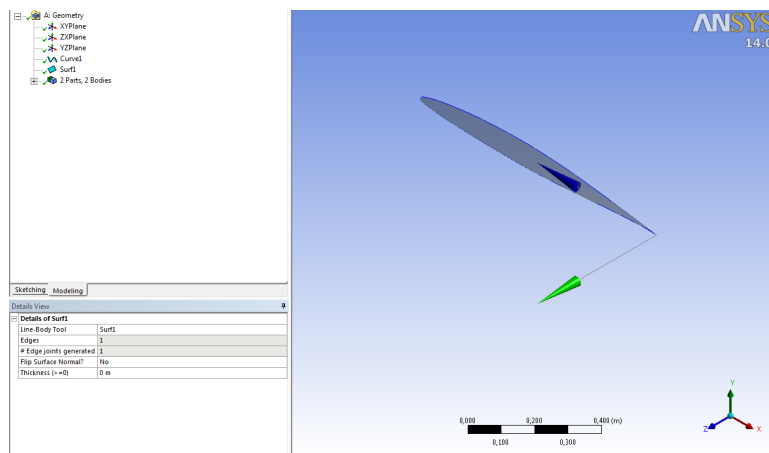 A: Geometry
XYPlane
ZXPlane
YZPlane
Curve1
Surf1
2 Parts, 2 Bodies
Sketching Modeling
Details View
Details of Surf1
Line-Body Tool Surf1
Edges 1
# Edge joints generated 1
Flip Surface Normal? No
Thickness (>=0) 0 m
ANSYS
14.0
0,000 0,200 0,400 (m)
0,100 0,300
Y
Z X